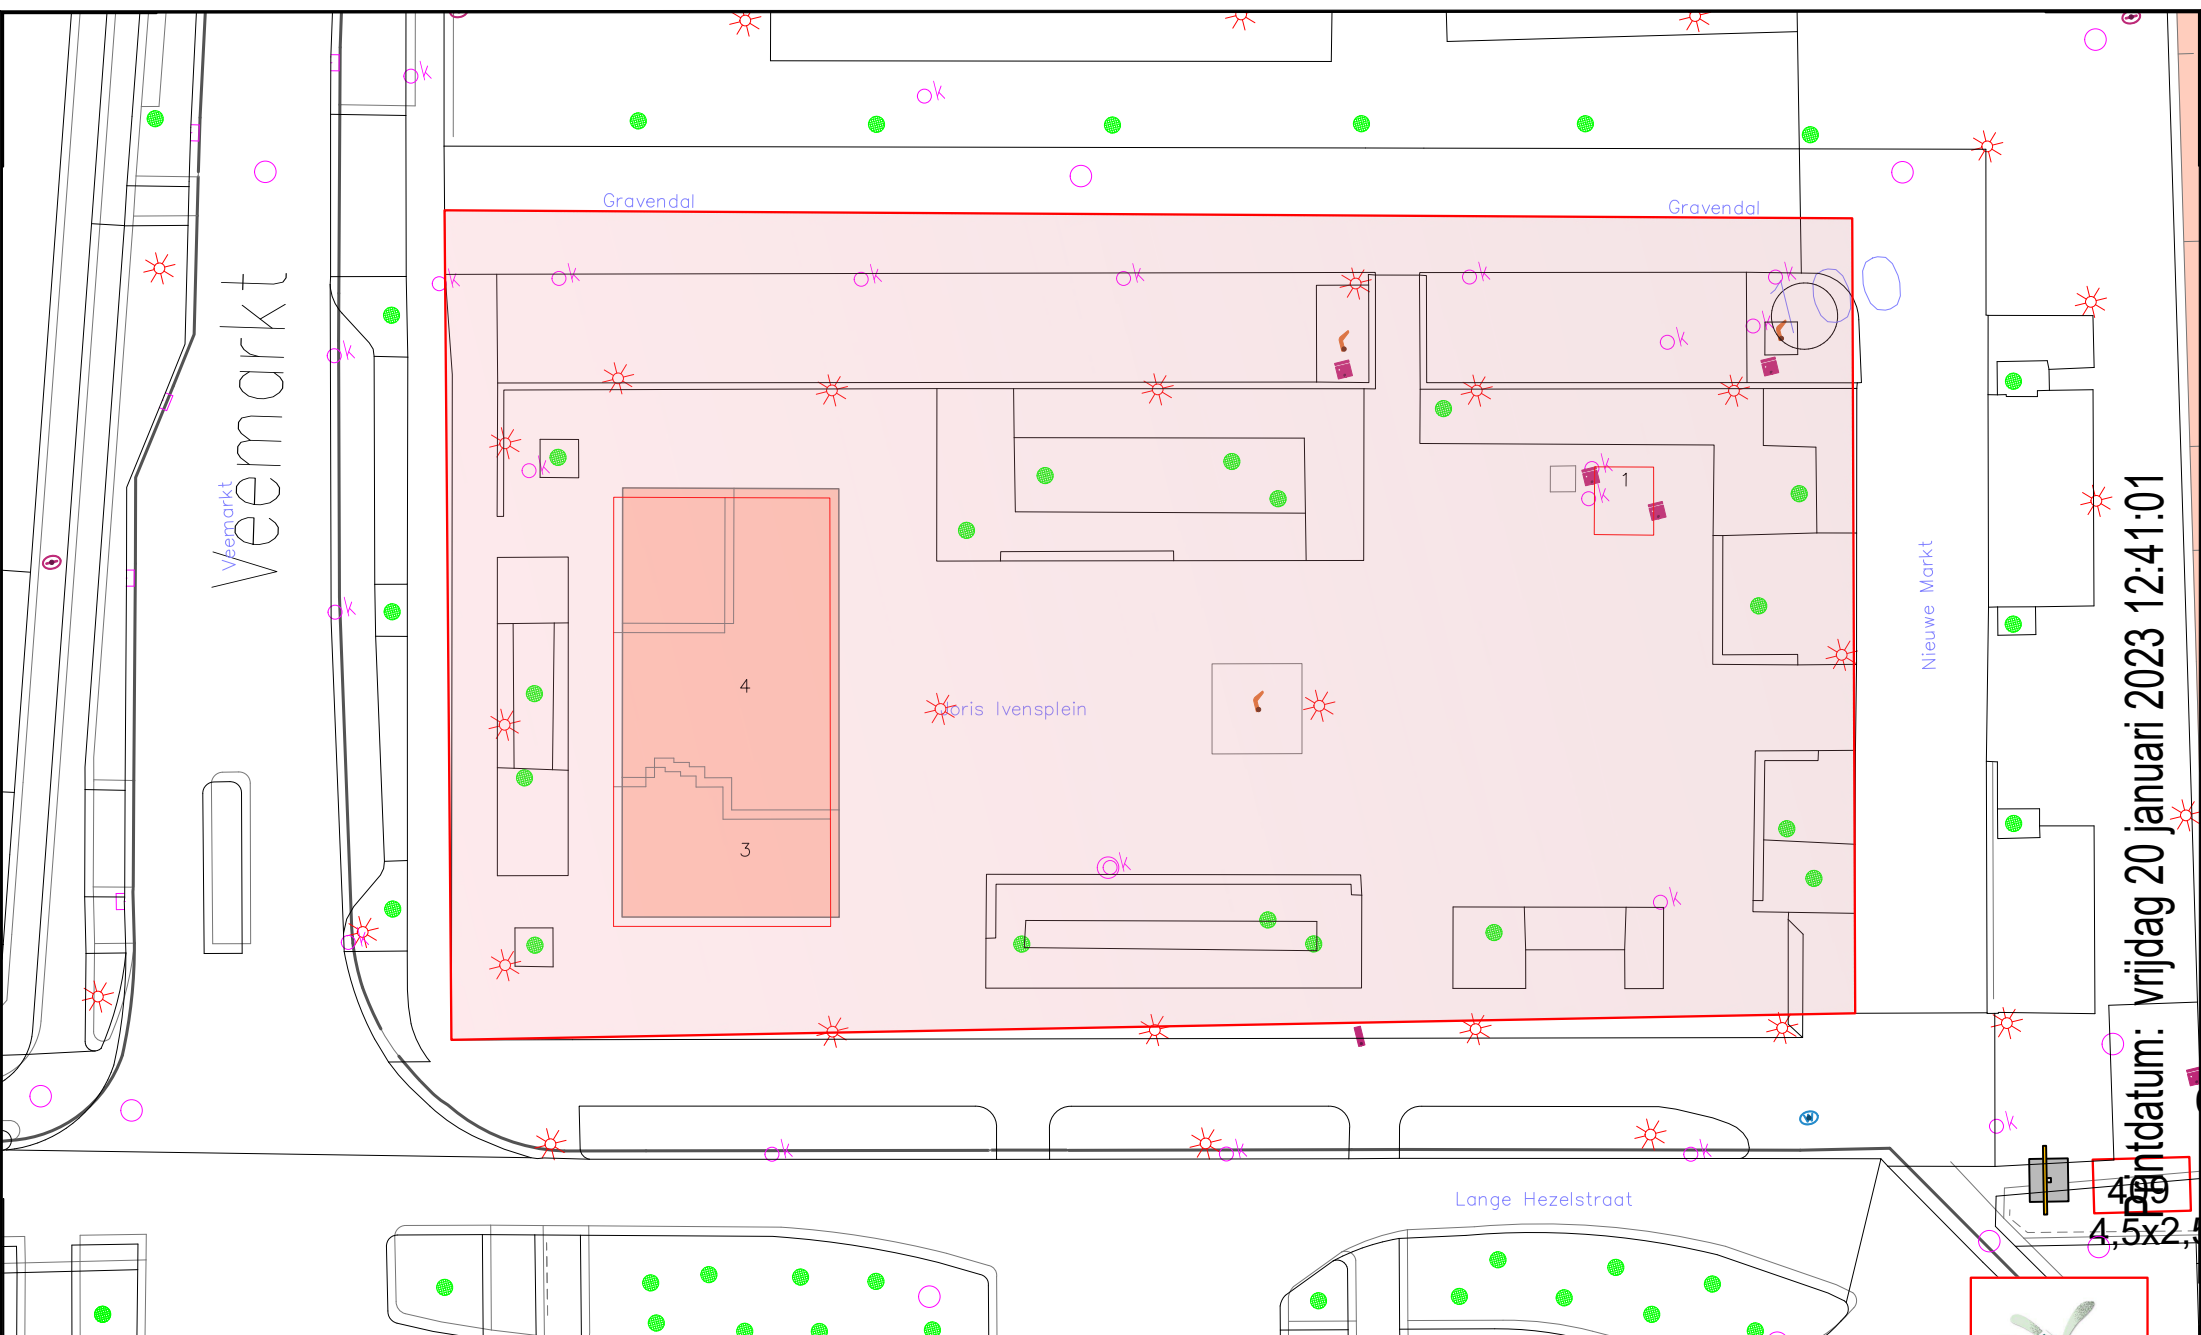 k
k
Gravendal
Gravendal
k
k
k
k
k
k
k
k
k
Veemarkt
Veemarkt
k
k
1
k
k
Nieuwe Markt
4
Joris Ivensplein
3
k
k
k
k
k
k
k
Lange Hezelstraat
Printdatum: vrijdag 20 januari 2023 12:41:01
4,5x2,5